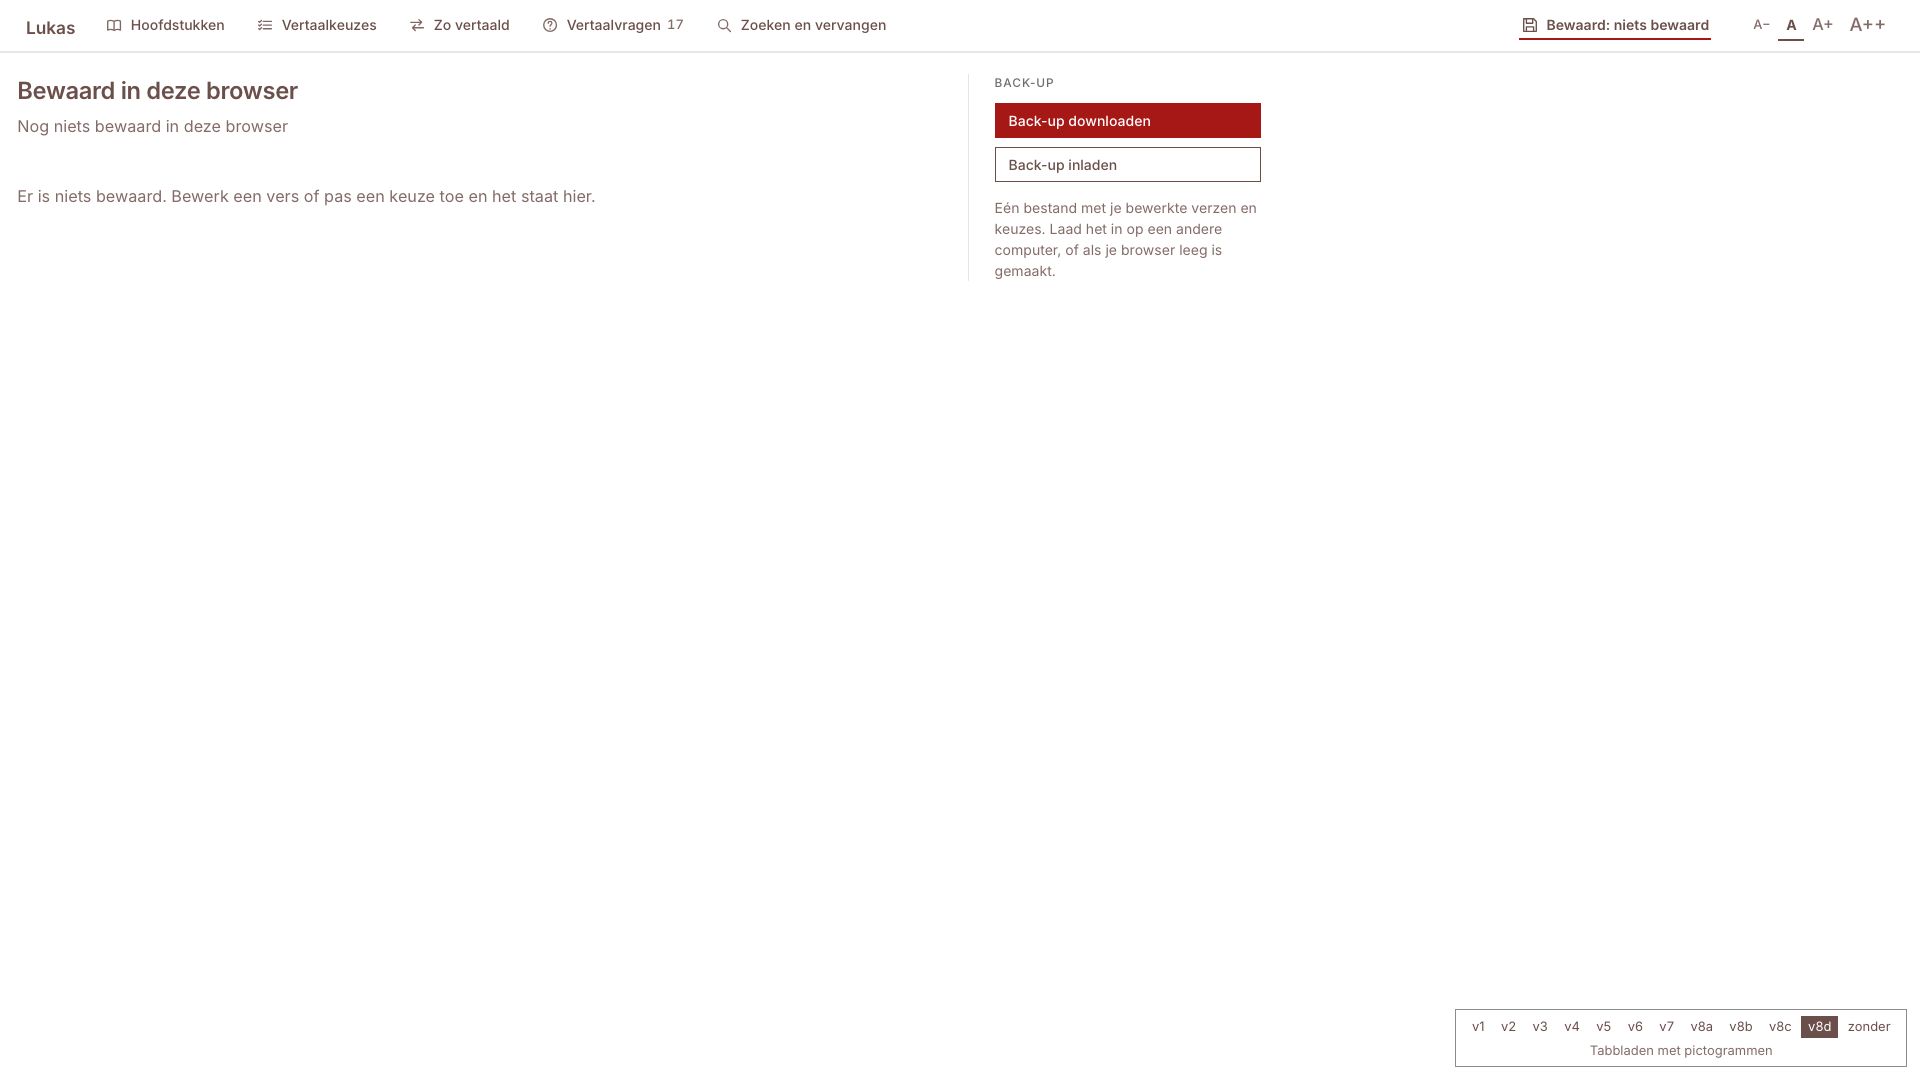 Lukas
Hoofdstukken
Vertaalkeuzes
Zo vertaald
Vertaalvragen 17
Zoeken en vervangen
Bewaard: niets bewaard
A− A A+ A++
Bewaard in deze browser
Nog niets bewaard in deze browser
Er is niets bewaard. Bewerk een vers of pas een keuze toe en het staat hier.
BACK-UP
Back-up downloaden
Back-up inladen
Eén bestand met je bewerkte verzen en
keuzes. Laad het in op een andere
computer, of als je browser leeg is
gemaakt.
v1 v2 v3 v4 v5 v6 v7 v8a v8b v8c v8d zonder
Tabbladen met pictogrammen